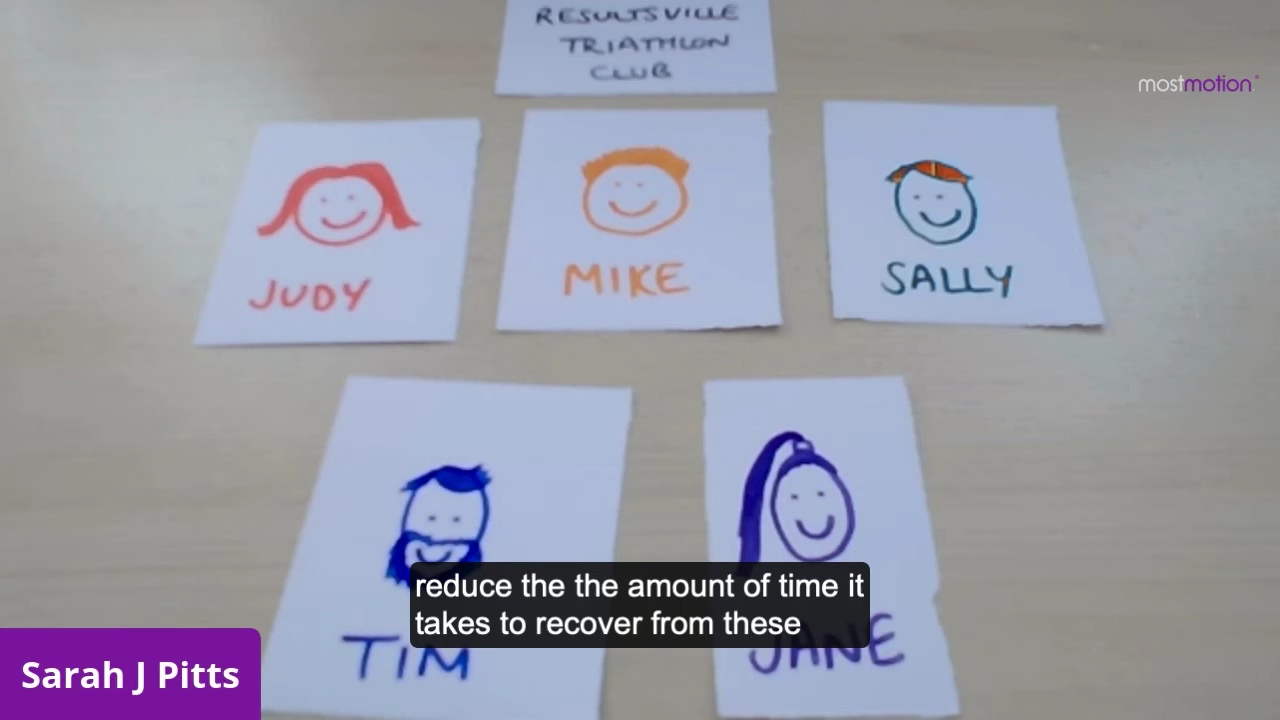 RESULTSVILLE
TRIATHLON
CLUB
mostmotion
JUDY
MIKE
SALLY
reduce the the amount of time it
takes to recover from these
TIM
JANE
Sarah J Pitts